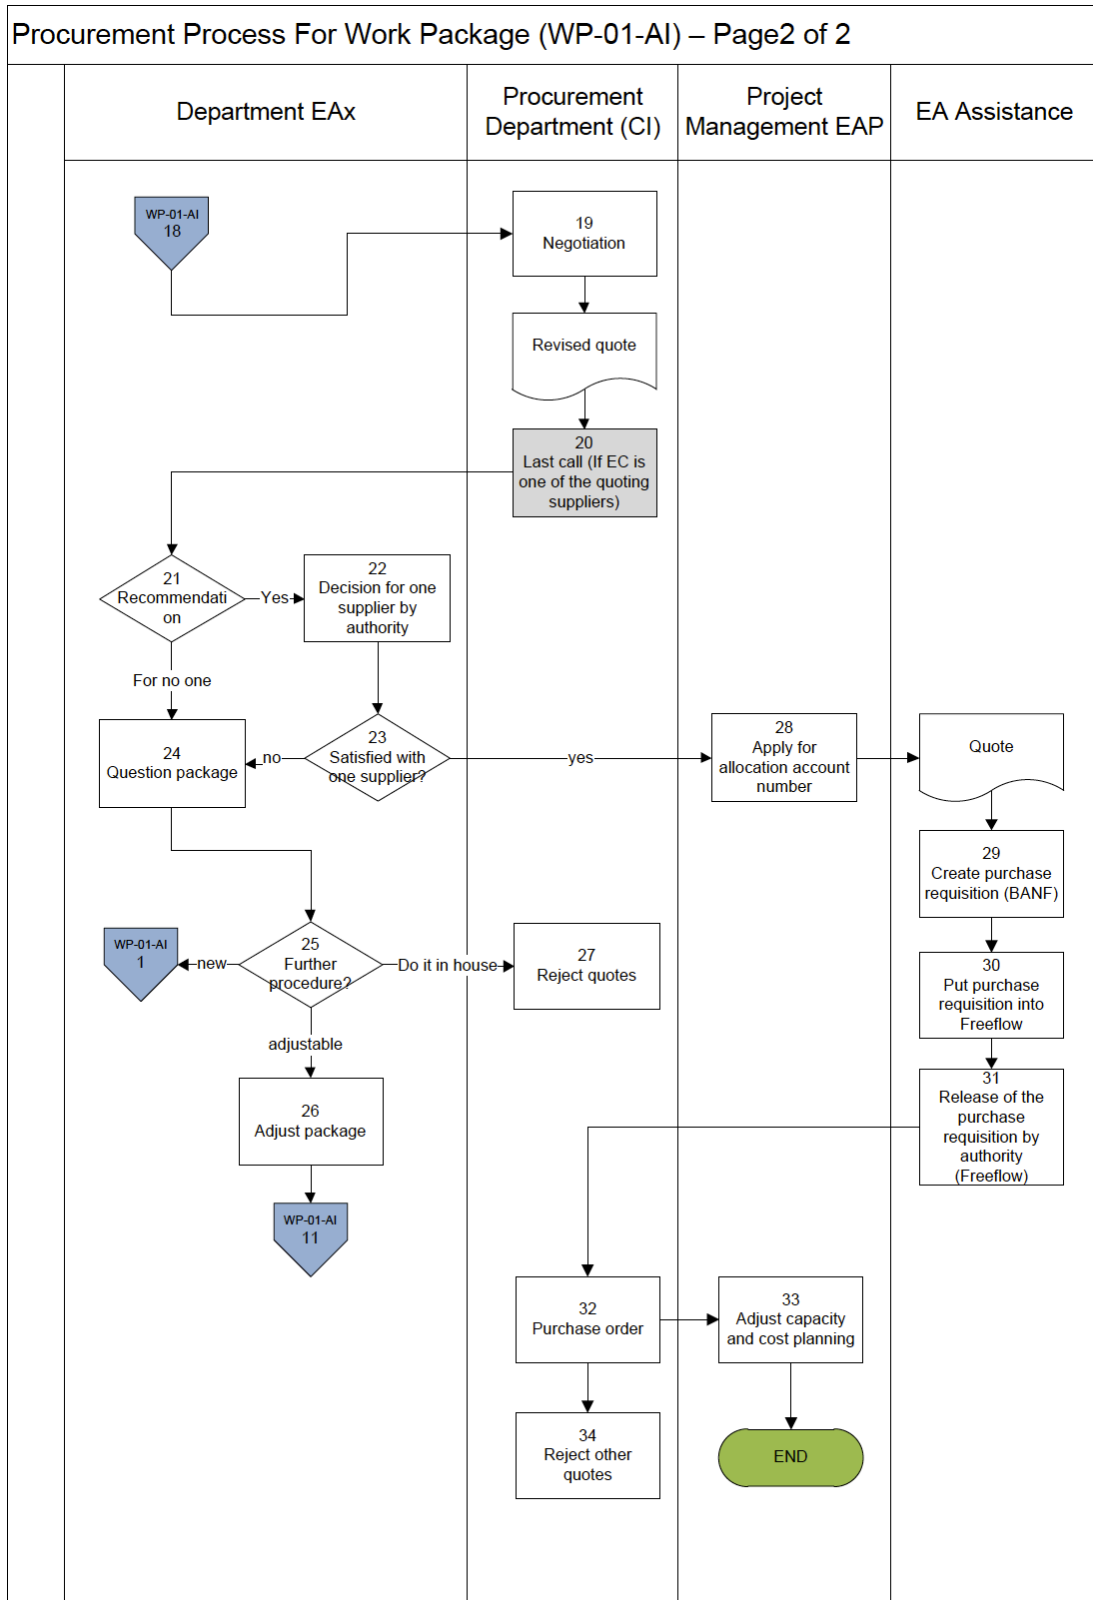 Procurement Process For Work Package (WP-01-AI) – Page2 of 2
Department EAx
Procurement
Department (CI)
Project
Management EAP
EA Assistance
WP-01-AI
18
19
Negotiation
Revised quote
20
Last call (If EC is
one of the quoting
suppliers)
21
Recommendati
on
Yes
22
Decision for one
supplier by
authority
For no one
24
Question package
no
23
Satisfied with
one supplier?
yes
28
Apply for
allocation account
number
Quote
29
Create purchase
requisition (BANF)
WP-01-AI
1
new
25
Further
procedure?
Do it in house
27
Reject quotes
30
Put purchase
requisition into
Freeflow
adjustable
26
Adjust package
31
Release of the
purchase
requisition by
authority
(Freeflow)
WP-01-AI
11
32
Purchase order
33
Adjust capacity
and cost planning
34
Reject other
quotes
END